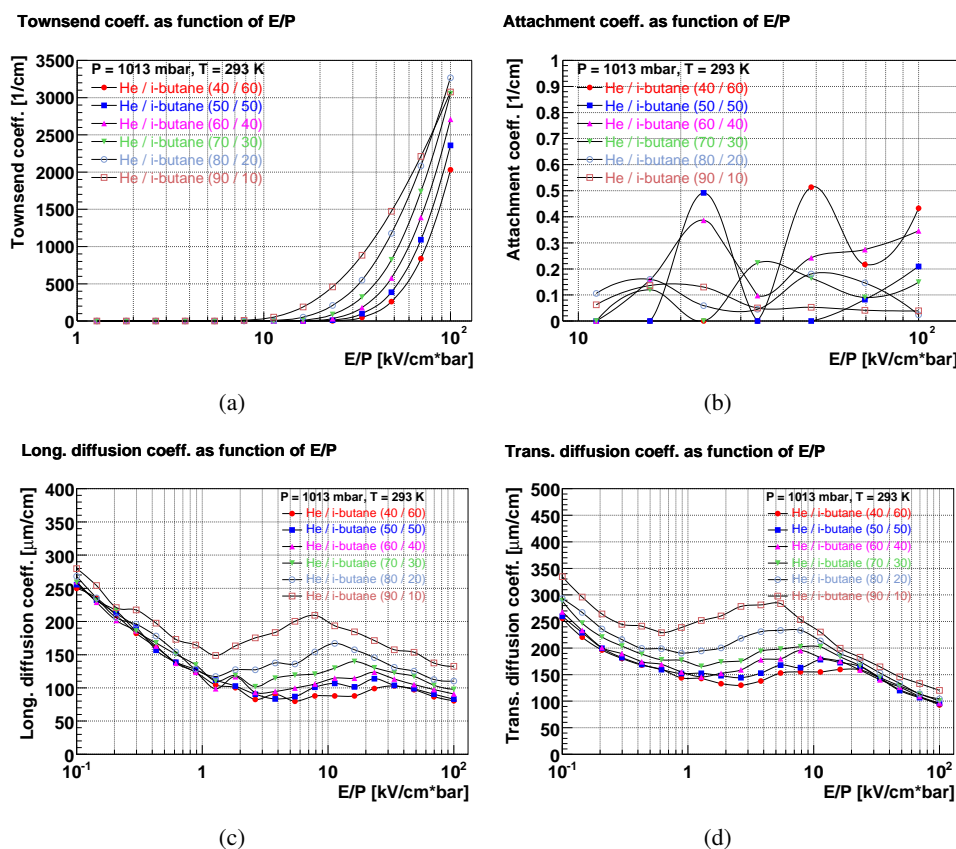 Townsend coeff. as function of E/P
Townsend coeff. [1/cm]
P = 1013 mbar, T = 293 K
He / i-butane (40 / 60)
He / i-butane (50 / 50)
He / i-butane (60 / 40)
He / i-butane (70 / 30)
He / i-butane (80 / 20)
He / i-butane (90 / 10)
3500
3000
2500
2000
1500
1000
500
0
1 10 10²
E/P [kV/cm*bar]
(a)
Attachment coeff. as function of E/P
Attachment coeff. [1/cm]
P = 1013 mbar, T = 293 K
He / i-butane (40 / 60)
He / i-butane (50 / 50)
He / i-butane (60 / 40)
He / i-butane (70 / 30)
He / i-butane (80 / 20)
He / i-butane (90 / 10)
1
0.9
0.8
0.7
0.6
0.5
0.4
0.3
0.2
0.1
0
10 10²
E/P [kV/cm*bar]
(b)
Long. diffusion coeff. as function of E/P
Long. diffusion coeff. [μm/cm]
P = 1013 mbar, T = 293 K
He / i-butane (40 / 60)
He / i-butane (50 / 50)
He / i-butane (60 / 40)
He / i-butane (70 / 30)
He / i-butane (80 / 20)
He / i-butane (90 / 10)
400
350
300
250
200
150
100
50
0
10⁻¹ 1 10 10²
E/P [kV/cm*bar]
(c)
Trans. diffusion coeff. as function of E/P
Trans. diffusion coeff. [μm/cm]
P = 1013 mbar, T = 293 K
He / i-butane (40 / 60)
He / i-butane (50 / 50)
He / i-butane (60 / 40)
He / i-butane (70 / 30)
He / i-butane (80 / 20)
He / i-butane (90 / 10)
500
450
400
350
300
250
200
150
100
50
0
10⁻¹ 1 10 10²
E/P [kV/cm*bar]
(d)